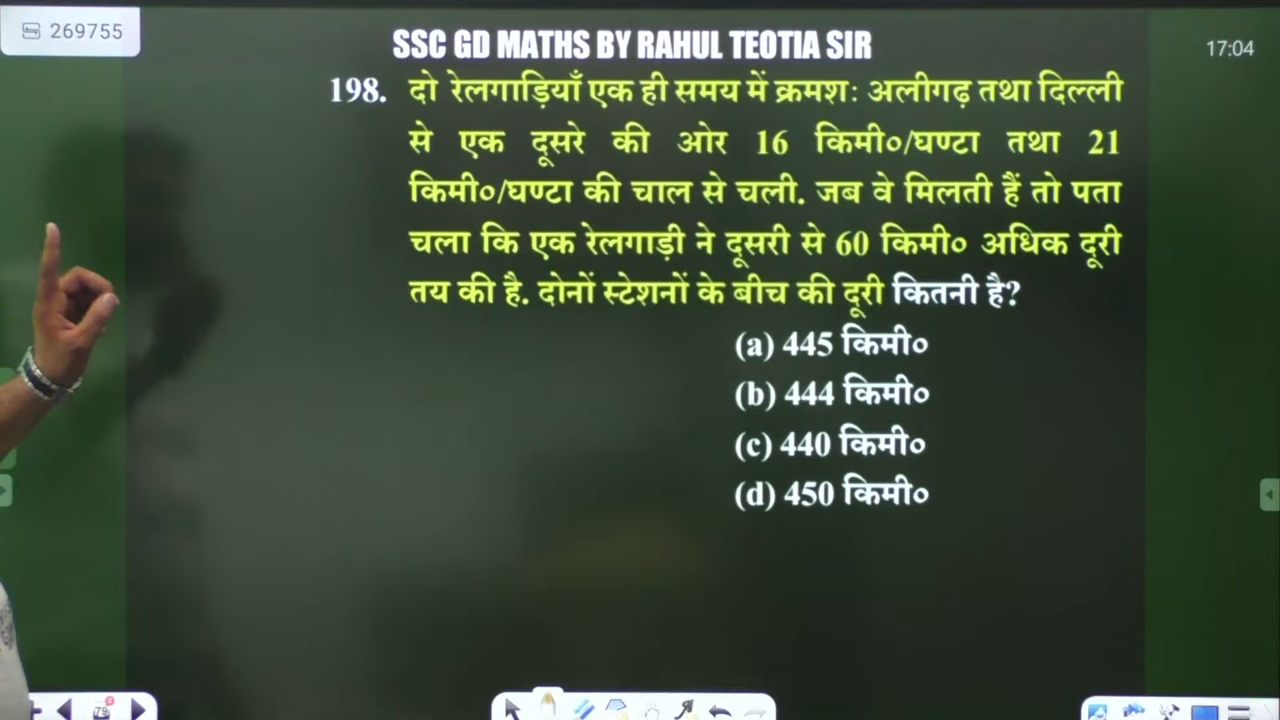 269755
SSC GD MATHS BY RAHUL TEOTIA SIR
17:04
198. दो रेलगाड़ियाँ एक ही समय में क्रमश: अलीगढ़ तथा दिल्ली
से एक दूसरे की ओर 16 किमी०/घण्टा तथा 21
किमी०/घण्टा की चाल से चली. जब वे मिलती हैं तो पता
चला कि एक रेलगाड़ी ने दूसरी से 60 किमी० अधिक दूरी
तय की है. दोनों स्टेशनों के बीच की दूरी कितनी है?
(a) 445 किमी०
(b) 444 किमी०
(c) 440 किमी०
(d) 450 किमी०
79